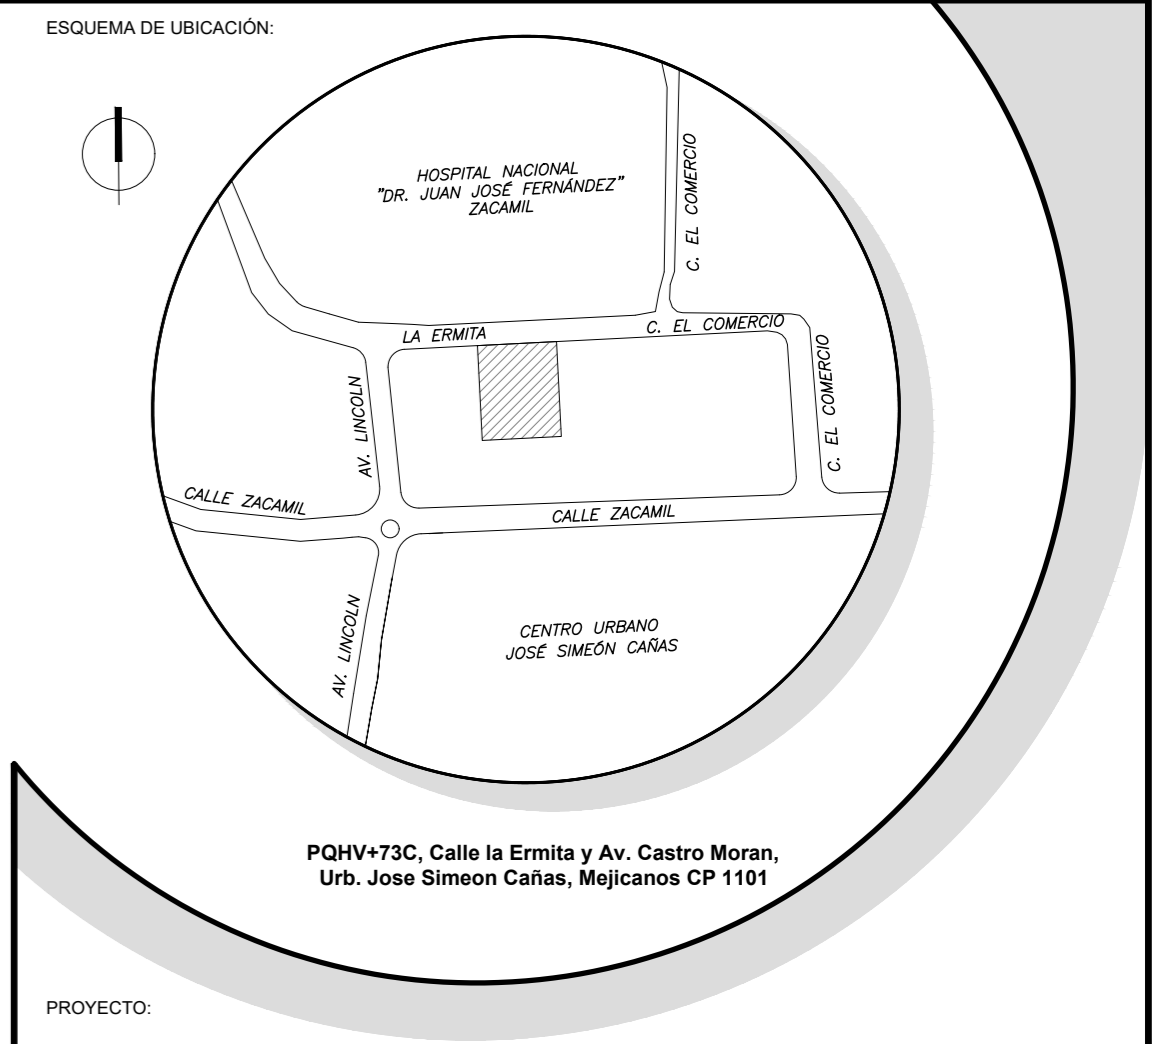 ESQUEMA DE UBICACIÓN:
HOSPITAL NACIONAL
"DR. JUAN JOSÉ FERNÁNDEZ"
ZACAMIL
C. EL COMERCIO
LA ERMITA
C. EL COMERCIO
C. EL COMERCIO
AV. LINCOLN
CALLE ZACAMIL
CALLE ZACAMIL
AV. LINCOLN
CENTRO URBANO
JOSÉ SIMEÓN CAÑAS
PQHV+73C, Calle la Ermita y Av. Castro Moran,
Urb. Jose Simeon Cañas, Mejicanos CP 1101
PROYECTO: